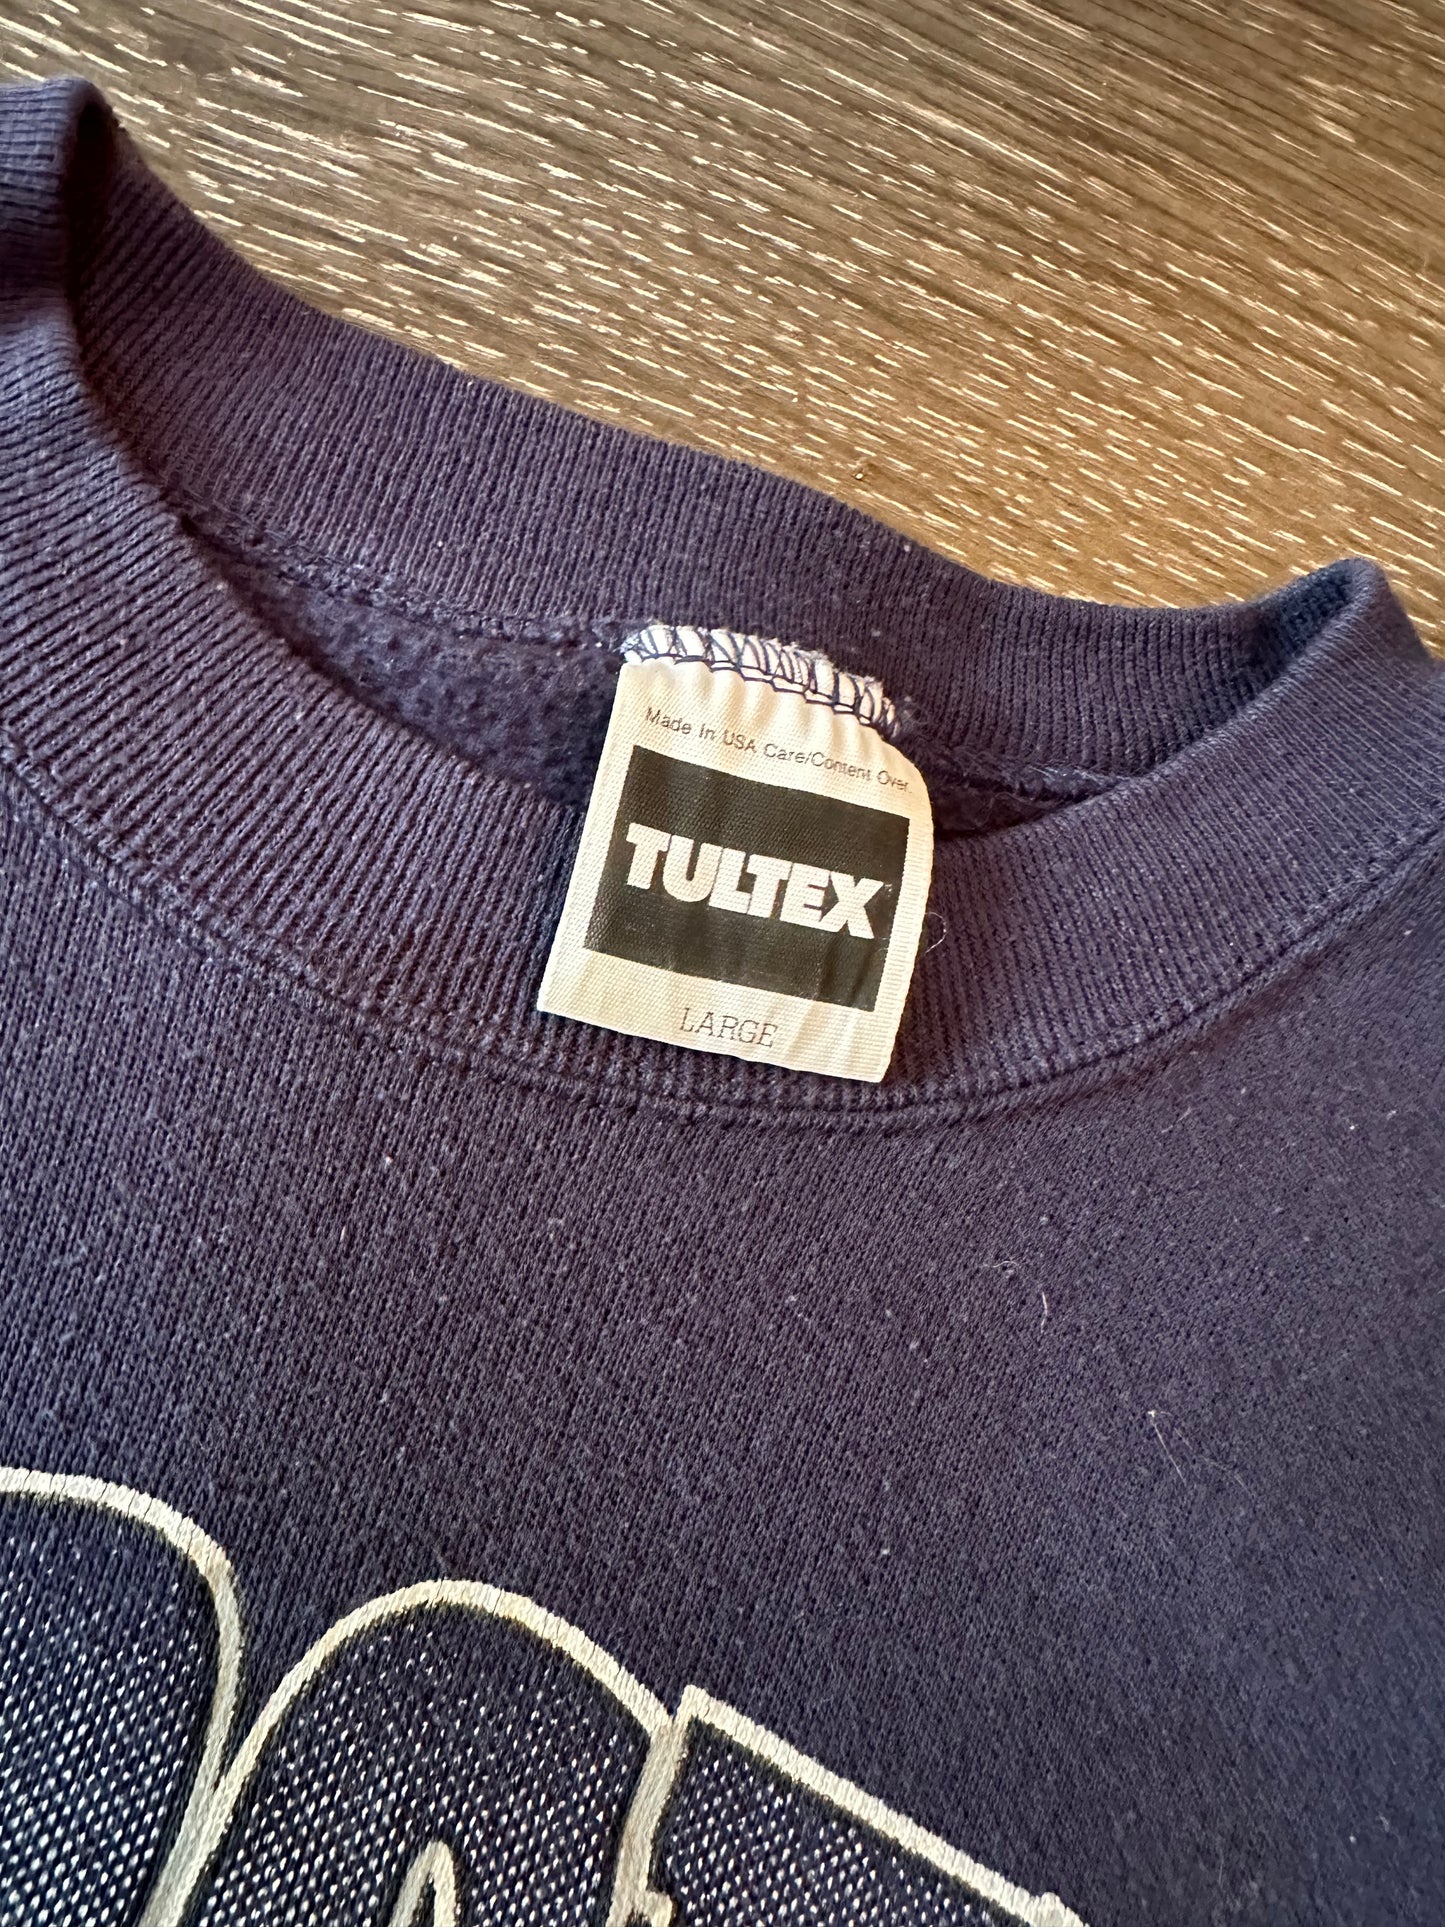 Made In USA Care/Content Over
TULTEX
LARGE